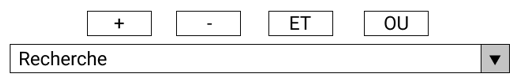 + - ET OU
Recherche